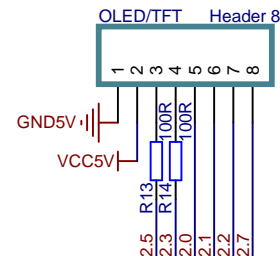 OLED/TFT Header 8
1 2 3 4 5 6 7 8
GND5V
VCC5V
100R
100R
R13
R14
2.5
2.3
2.0
2.1
2.2
2.7